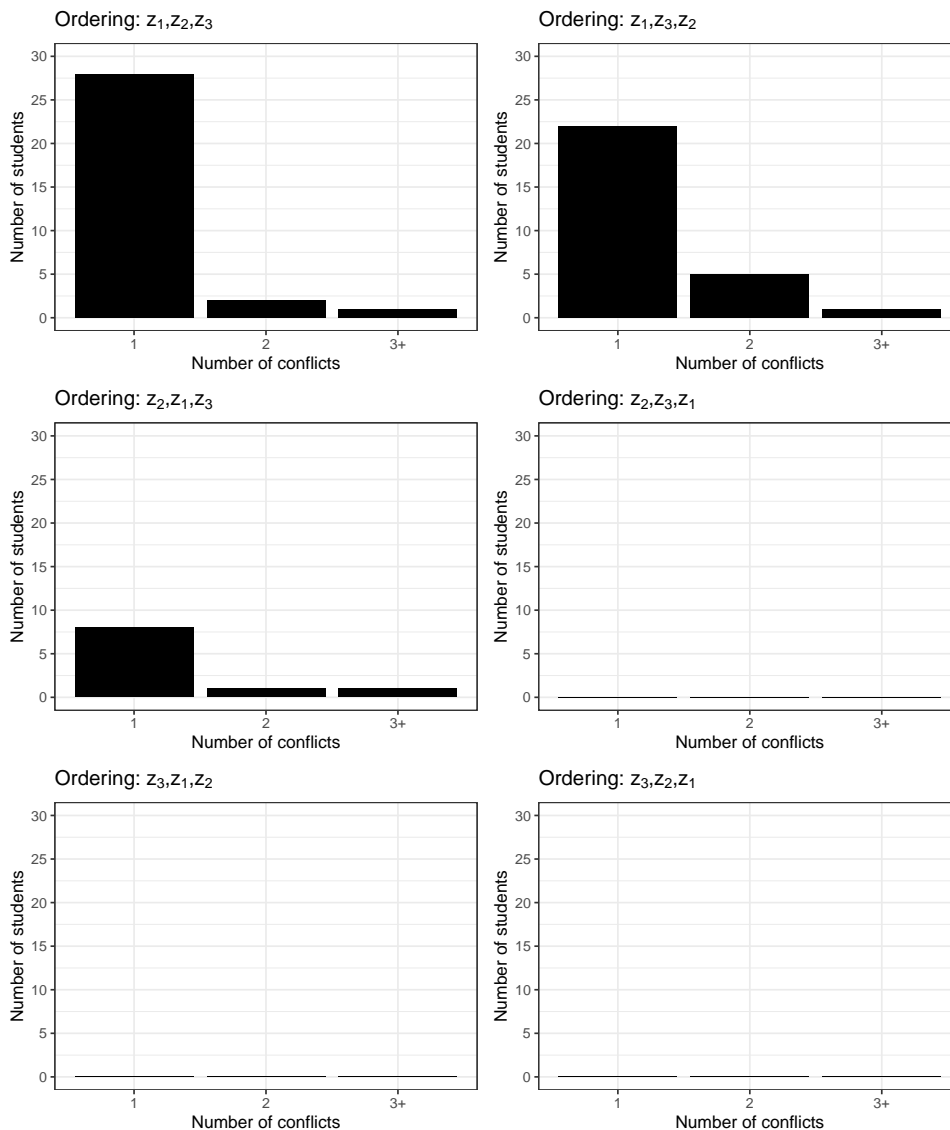 Ordering: z₁,z₂,z₃
Number of students
30
25
20
15
10
5
0
1 2 3+
Number of conflicts
Ordering: z₁,z₃,z₂
Number of students
30
25
20
15
10
5
0
1 2 3+
Number of conflicts
Ordering: z₂,z₁,z₃
Number of students
30
25
20
15
10
5
0
1 2 3+
Number of conflicts
Ordering: z₂,z₃,z₁
Number of students
30
25
20
15
10
5
0
1 2 3+
Number of conflicts
Ordering: z₃,z₁,z₂
Number of students
30
25
20
15
10
5
0
1 2 3+
Number of conflicts
Ordering: z₃,z₂,z₁
Number of students
30
25
20
15
10
5
0
1 2 3+
Number of conflicts